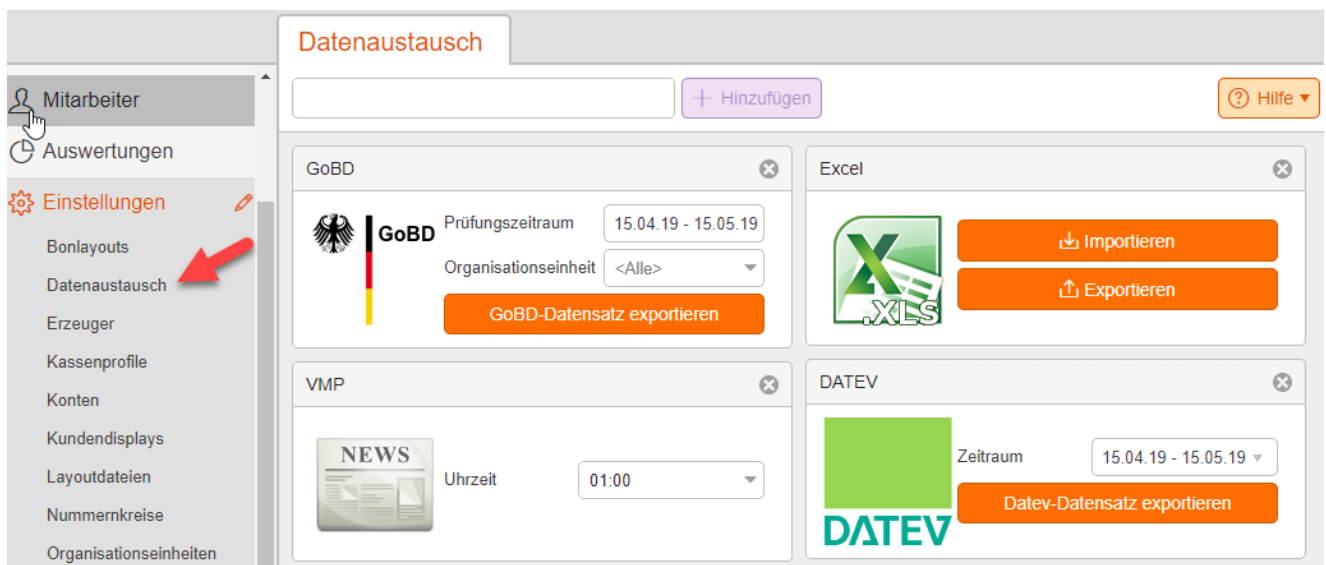 Datenaustausch
Mitarbeiter
Auswertungen
Einstellungen
Bonlayouts
Datenaustausch
Erzeuger
Kassenprofile
Konten
Kundendisplays
Layoutdateien
Nummernkreise
Organisationseinheiten
Hinzufügen
Hilfe
GoBD
GoBD
Prüfungszeitraum 15.04.19 - 15.05.19
Organisationseinheit <Alle>
GoBD-Datensatz exportieren
Excel
.XLS
Importieren
Exportieren
VMP
NEWS
Uhrzeit 01:00
DATEV
DATEV
Zeitraum 15.04.19 - 15.05.19
Datev-Datensatz exportieren